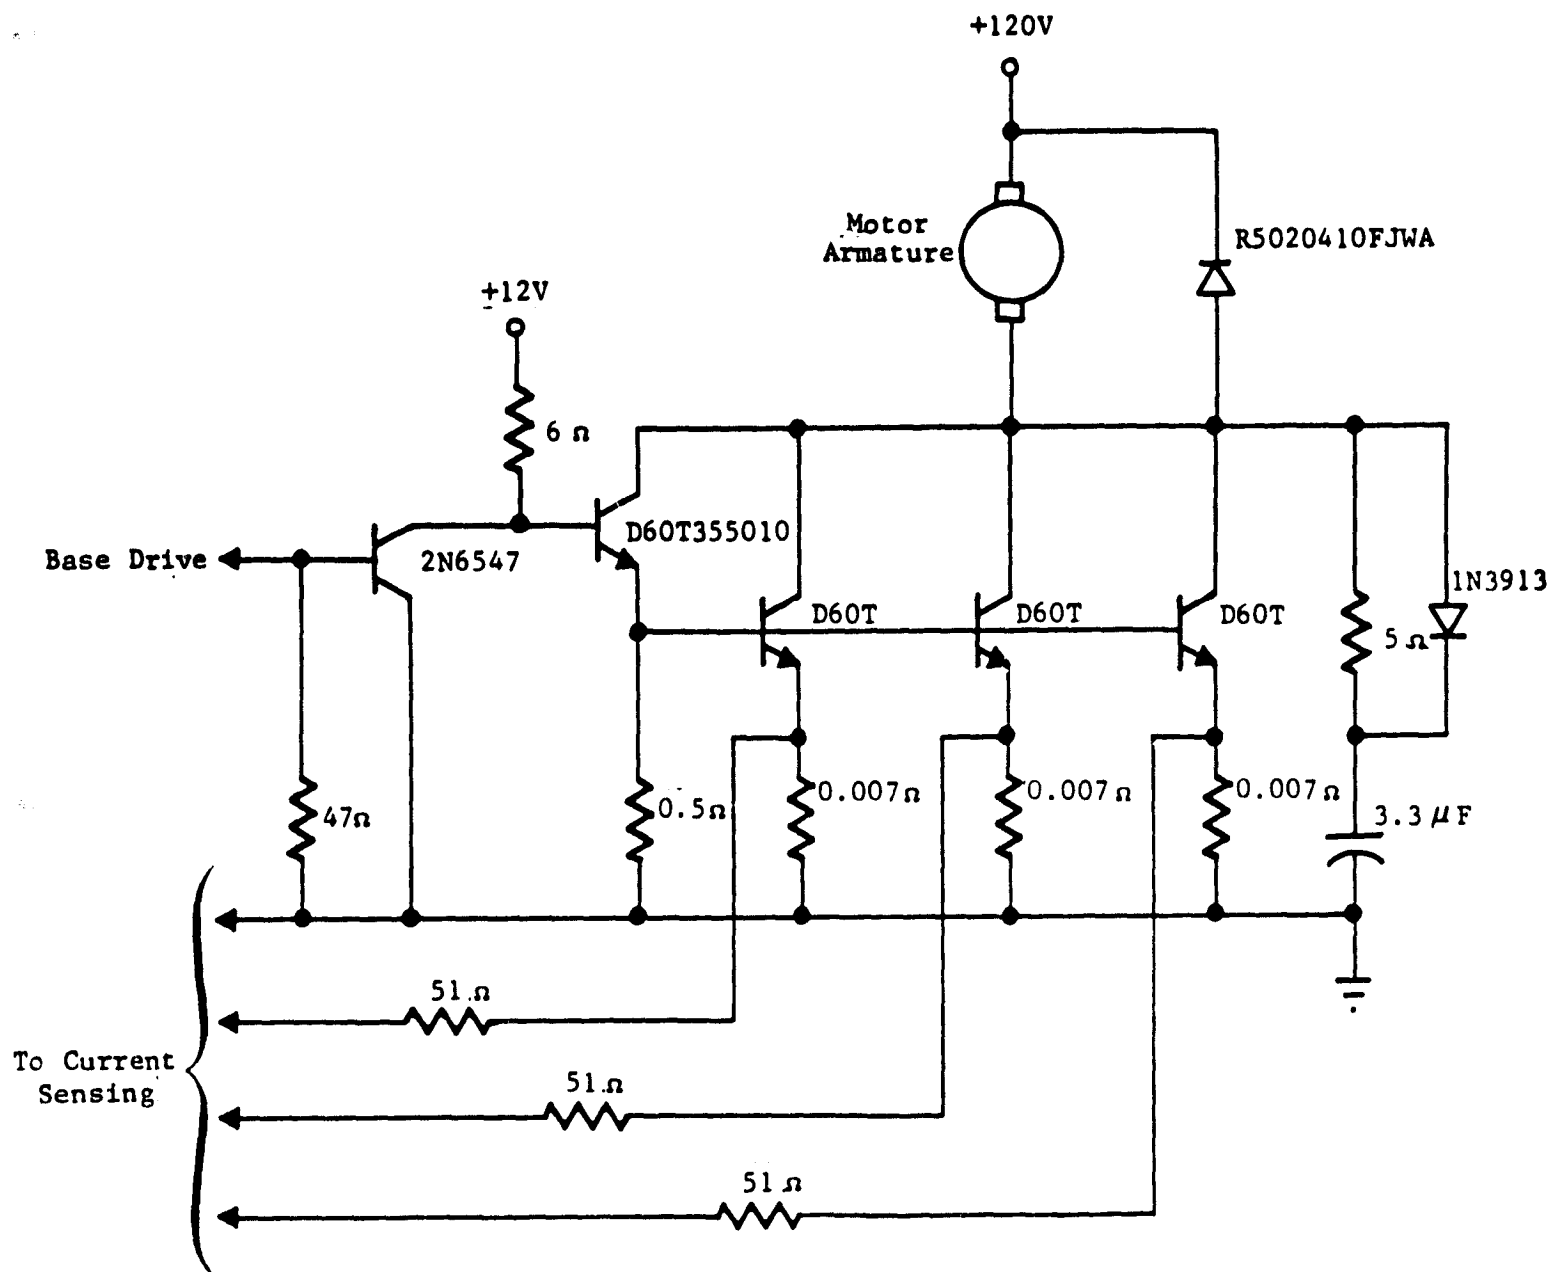 +120V
Motor
Armature
R5020410FJWA
+12V
6 Ω
D60T355010
Base Drive
2N6547
D60T
D60T
D60T
1N3913
5 Ω
47Ω
0.5Ω
0.007Ω
0.007Ω
0.007Ω
3.3 μF
51 Ω
To Current
Sensing
51 Ω
51 Ω